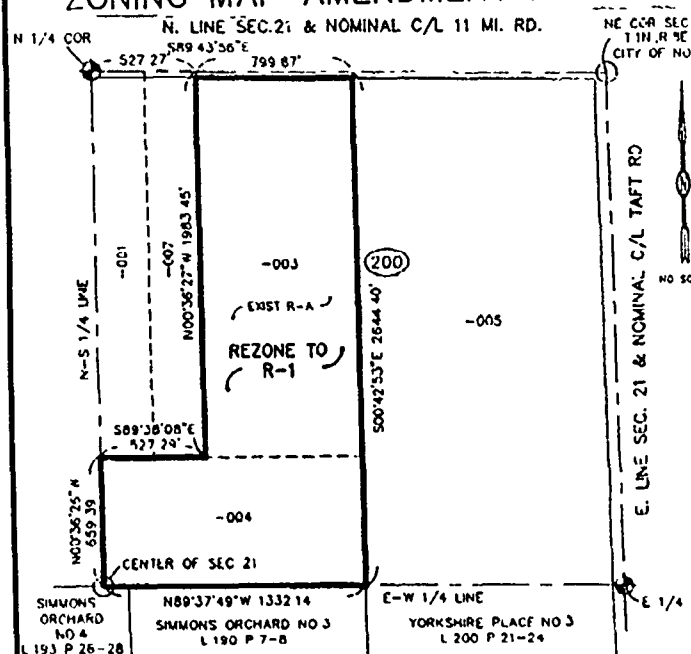 ZONING MAP AMENDMENT
N. LINE SEC.21 & NOMINAL C/L 11 MI. RD.
N 1/4 COR
S89 43'56"E
527 27'
799 87'
NE COR SEC
T 1 N, R 8E
CITY OF NO
-001
-007
N00°36'27"W 1983 45'
-003
EXIST R-A
REZONE TO
R-1
200
S00°42'53"E 2644 40'
-005
N-S 1/4 LINE
E. LINE SEC. 21 & NOMINAL C/L TAFT RD
NO SC
S89°38'08"E
527 29'
N00°36'25"W
659 39
-004
CENTER OF SEC 21
N89°37'49"W 1332 14
E-W 1/4 LINE
E 1/4
SIMMONS
ORCHARD
NO 4
L 193 P 26-28
SIMMONS ORCHARD NO 3
L 190 P 7-8
YORKSHIRE PLACE NO 3
L 200 P 21-24